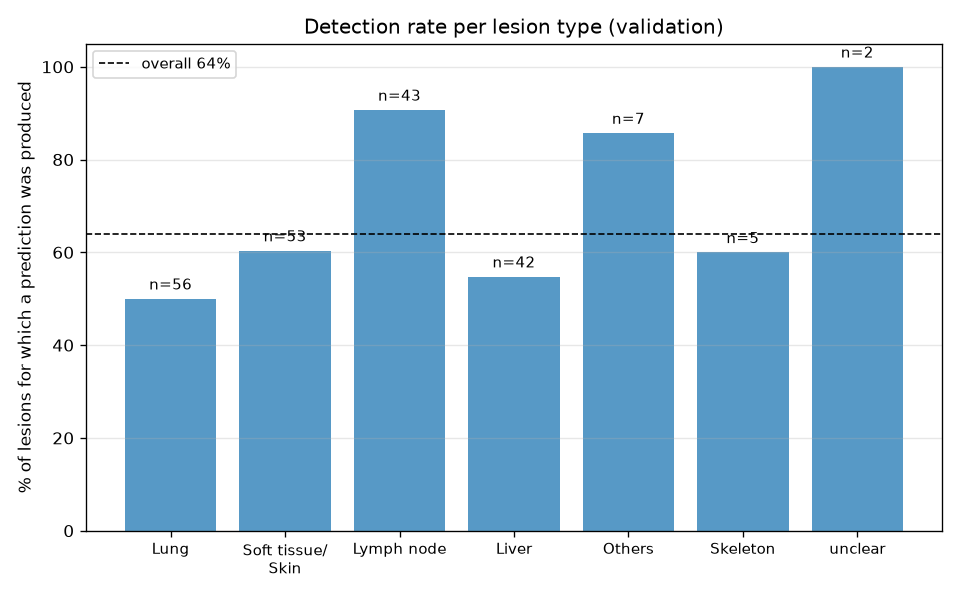 Detection rate per lesion type (validation)
overall 64%
% of lesions for which a prediction was produced
100
80
60
40
20
0
n=56
n=53
n=43
n=42
n=7
n=5
n=2
Lung
Soft tissue/
Skin
Lymph node
Liver
Others
Skeleton
unclear